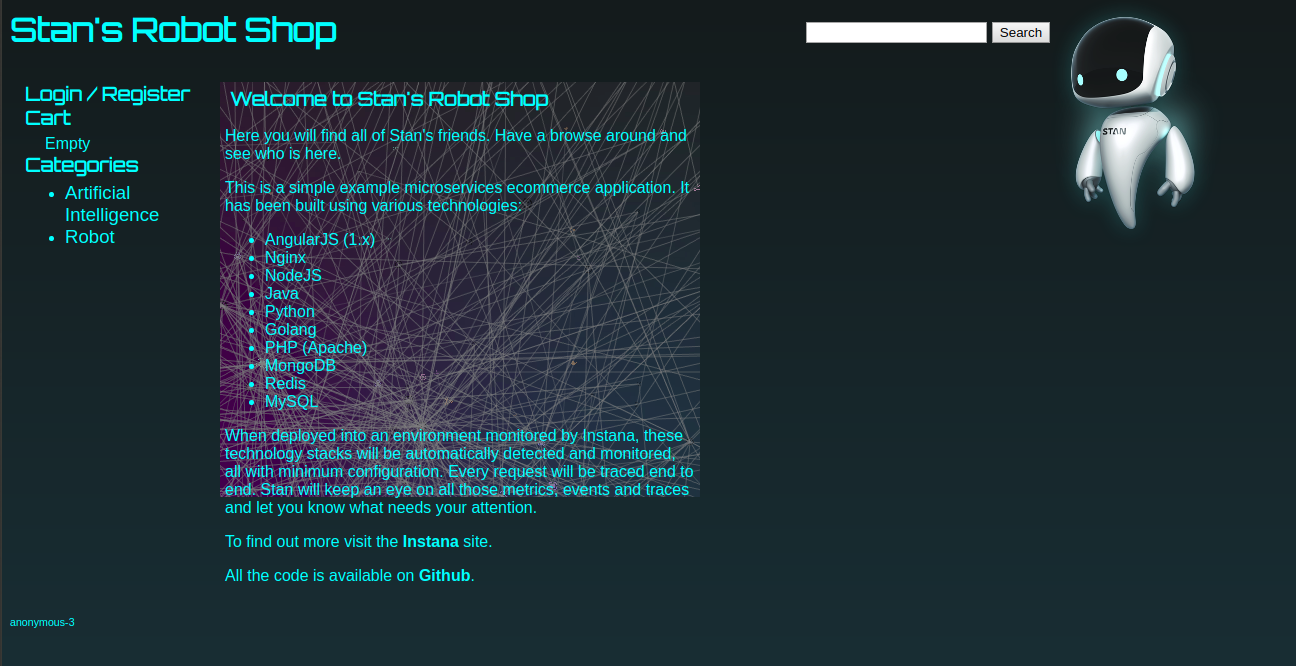 Stan's Robot Shop
Search
STAN
Login / Register
Cart
Empty
Categories
Artificial
Intelligence
Robot
Welcome to Stan's Robot Shop
Here you will find all of Stan's friends. Have a browse around and
see who is here.
This is a simple example microservices ecommerce application. It
has been built using various technologies:
AngularJS (1.x)
Nginx
NodeJS
Java
Python
Golang
PHP (Apache)
MongoDB
Redis
MySQL
When deployed into an environment monitored by Instana, these
technology stacks will be automatically detected and monitored,
all with minimum configuration. Every request will be traced end to
end. Stan will keep an eye on all those metrics, events and traces
and let you know what needs your attention.
To find out more visit the Instana site.
All the code is available on Github.
anonymous-3